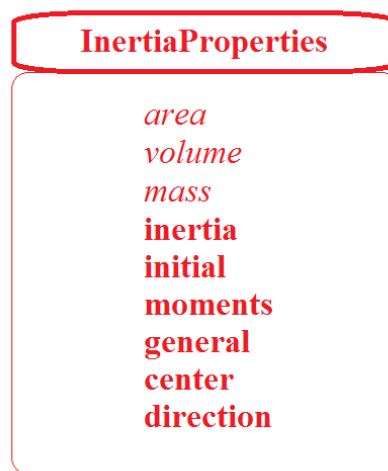 InertiaProperties
area
volume
mass
inertia
initial
moments
general
center
direction